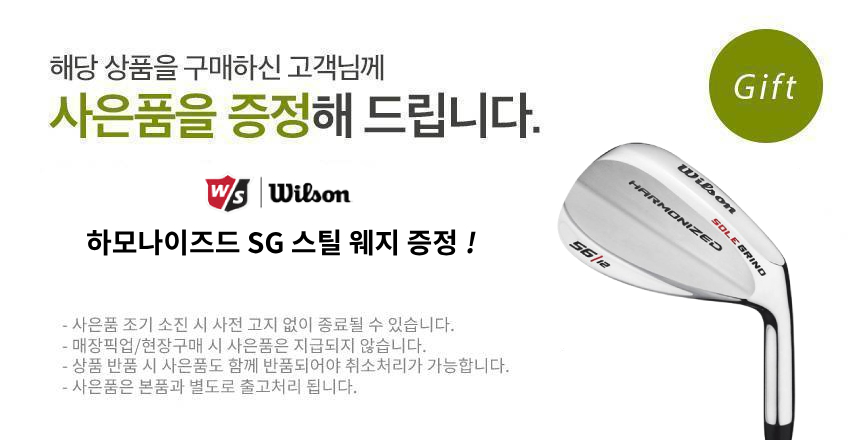 해당 상품을 구매하신 고객님께
사은품을 증정해 드립니다.
Gift
W/S | Wilson
하모나이즈드 SG 스틸 웨지 증정 !
Wilson
HARMONIZED
SOLE GRIND
56/12
- 사은품 조기 소진 시 사전 고지 없이 종료될 수 있습니다.
- 매장픽업/현장구매 시 사은품은 지급되지 않습니다.
- 상품 반품 시 사은품도 함께 반품되어야 취소처리가 가능합니다.
- 사은품은 본품과 별도로 출고처리 됩니다.